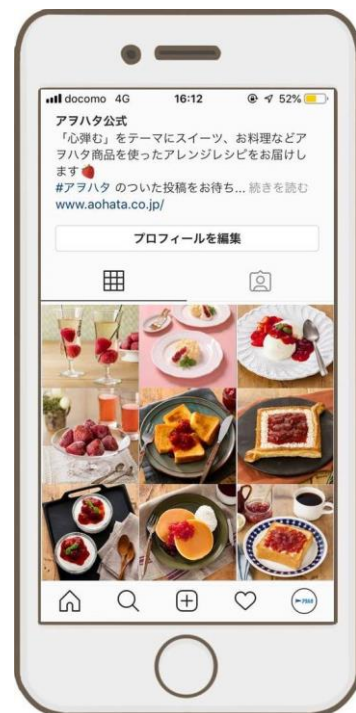 docomo 4G 16:12 52%
アヲハタ公式
「心弾む」をテーマにスイーツ、お料理などア
ヲハタ商品を使ったアレンジレシピをお届けし
ます🍓
#アヲハタ のついた投稿をお待ち... 続きを読む
www.aohata.co.jp/
プロフィールを編集